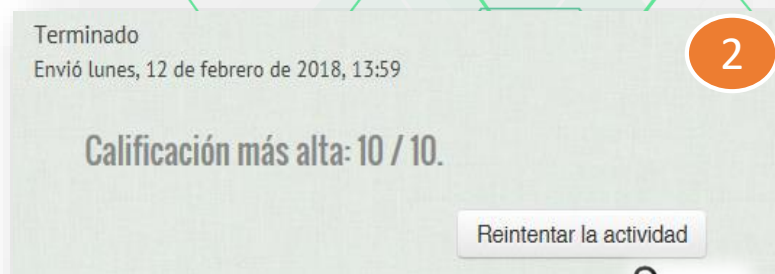 Terminado
2
Envió lunes, 12 de febrero de 2018, 13:59
Calificación más alta: 10 / 10.
Reintentar la actividad